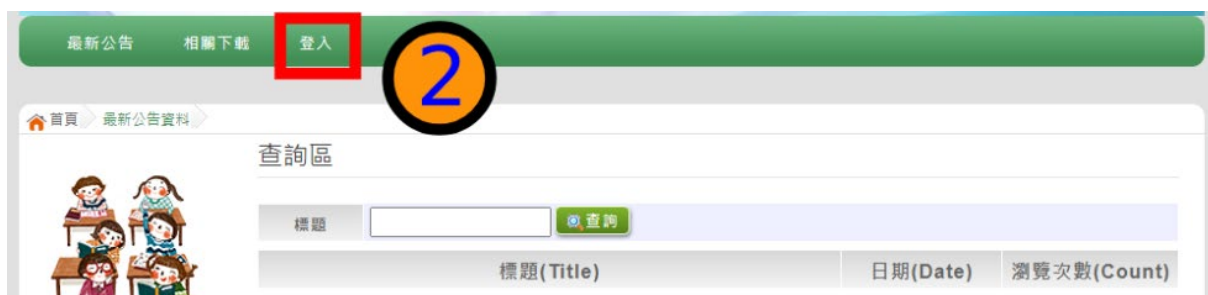 最新公告 相關下載 登入
2
首頁 最新公告資料
查詢區
標題 查詢
標題(Title) 日期(Date) 瀏覽次數(Count)